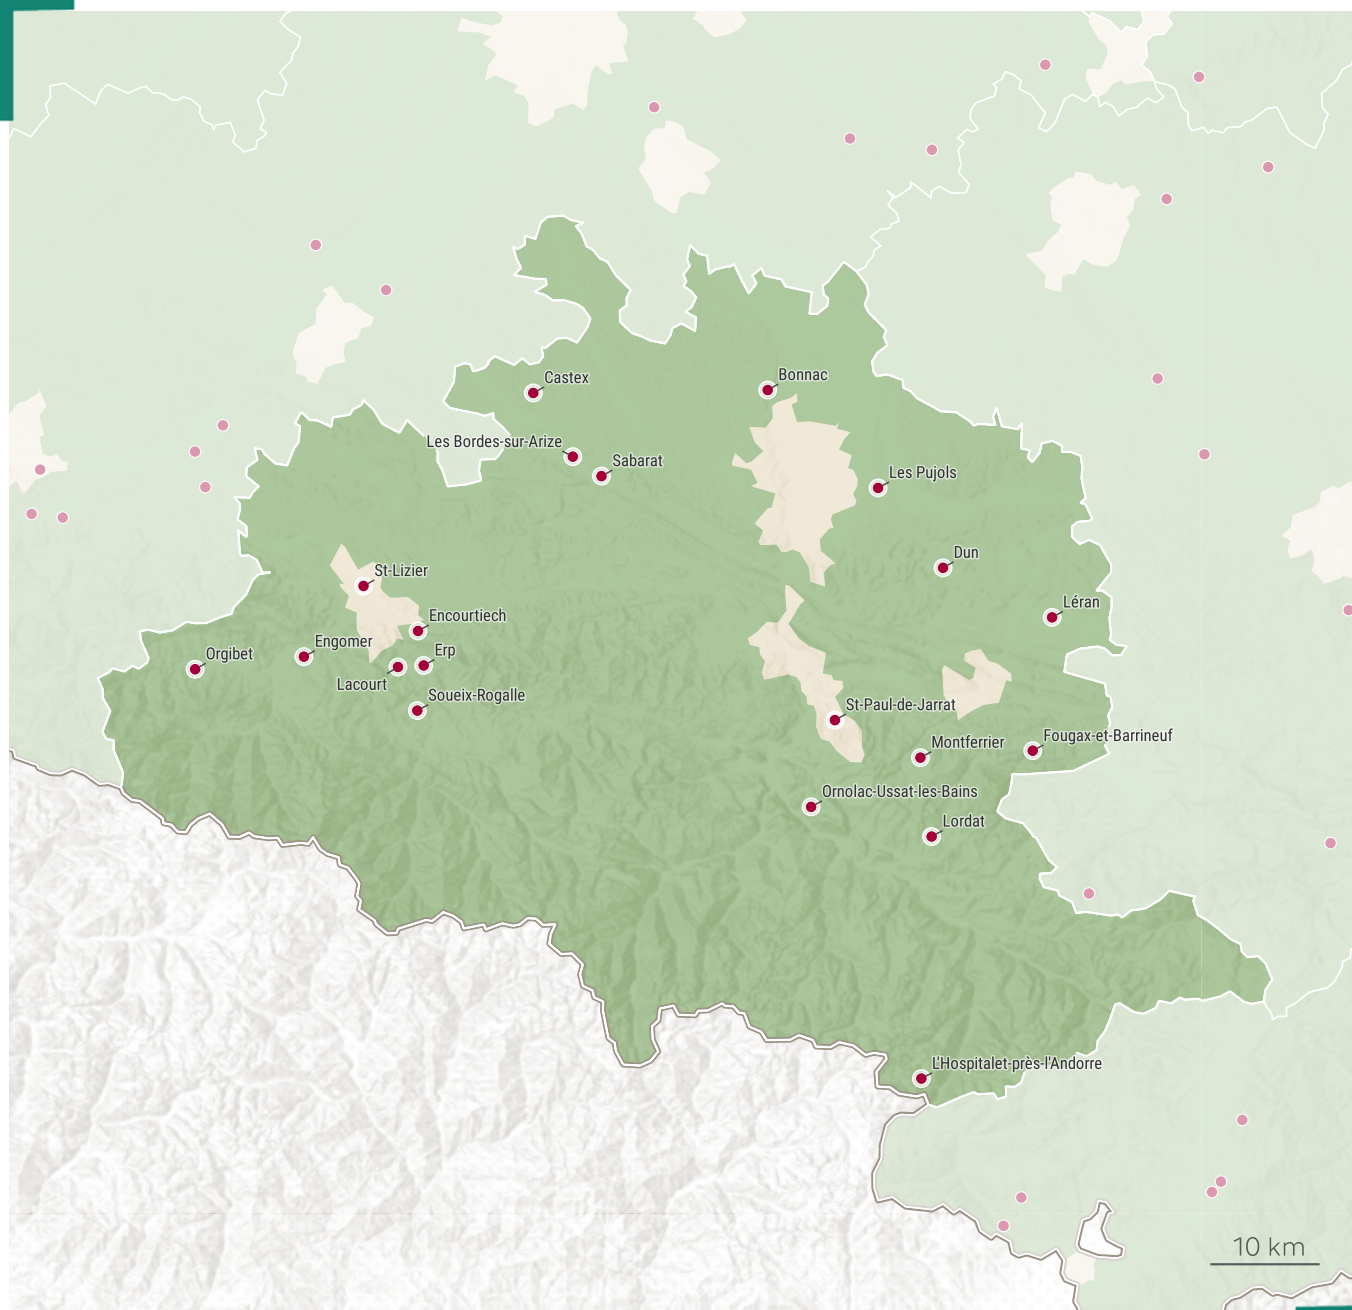 Bonnac
Castex
Les Bordes-sur-Arize
Sabarat
Les Pujols
Dun
St-Lizier
Léran
Encourtiech
Engomer
Erp
Orgibet
Lacourt
Soueix-Rogalle
St-Paul-de-Jarrat
Fougax-et-Barrineuf
Montferrier
Ornolac-Ussat-les-Bains
Lordat
L'Hospitalet-près-l'Andorre
10 km